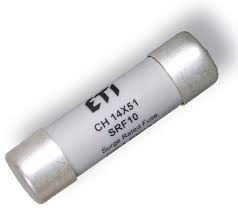 ETI
CH 14X51
SRF10
Surge Rated Fuse